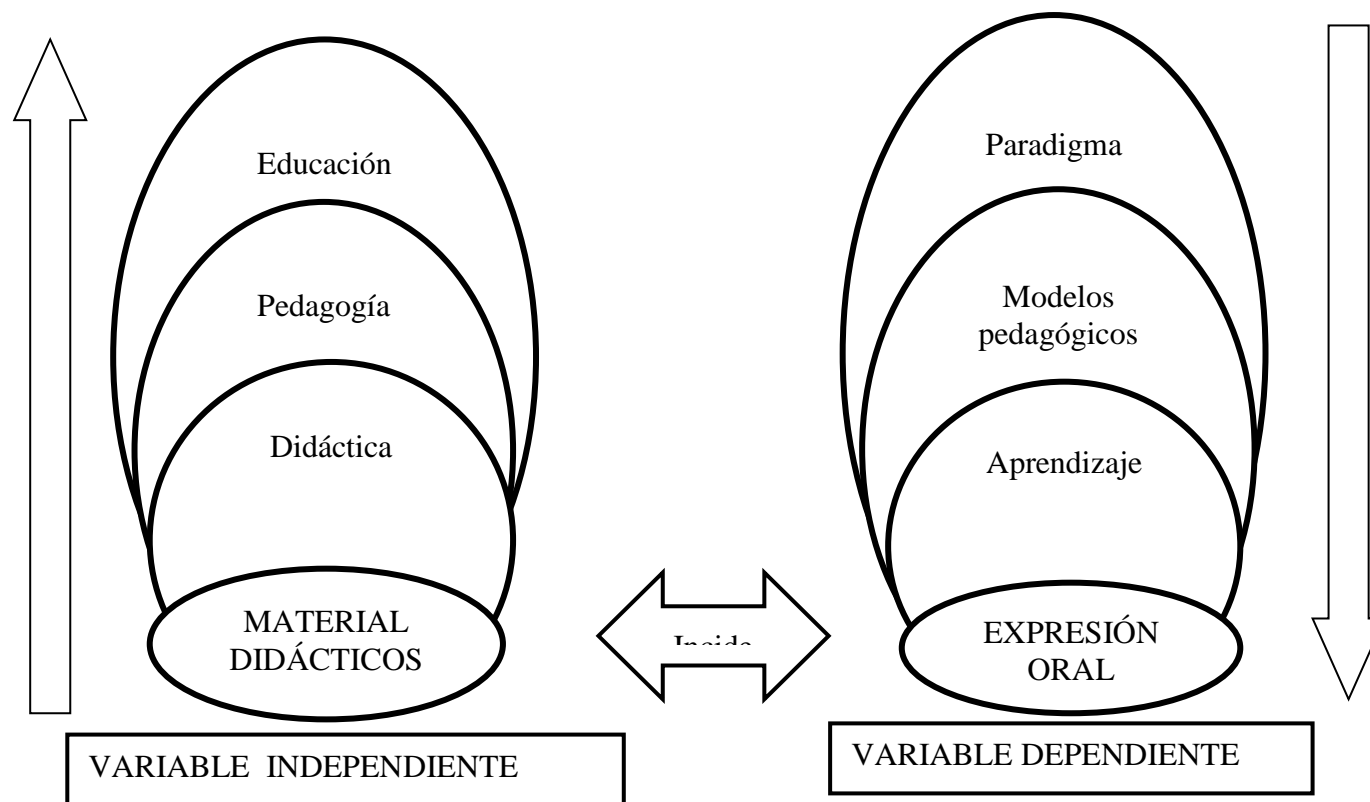 Educación
Pedagogía
Didáctica
MATERIAL
DIDÁCTICOS
VARIABLE  INDEPENDIENTE
Paradigma
Modelos
pedagógicos
Aprendizaje
EXPRESIÓN
ORAL
VARIABLE DEPENDIENTE